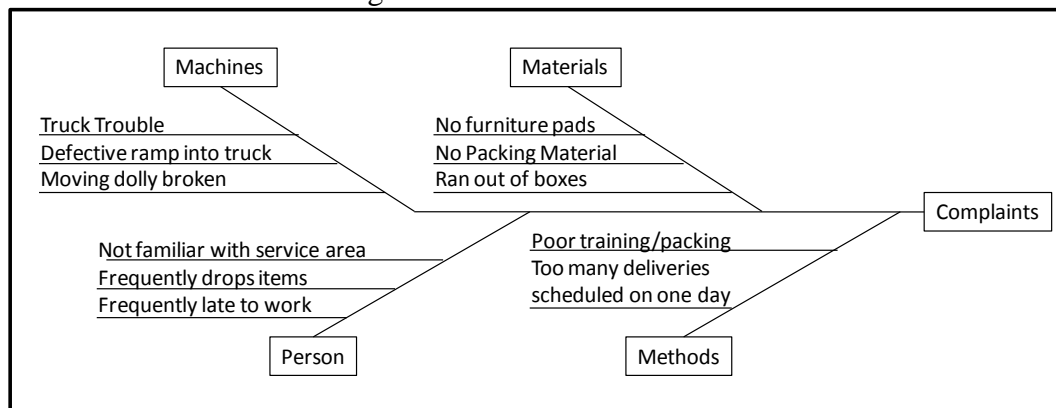 Machines
Materials
Truck Trouble
Defective ramp into truck
Moving dolly broken
No furniture pads
No Packing Material
Ran out of boxes
Complaints
Not familiar with service area
Frequently drops items
Frequently late to work
Poor training/packing
Too many deliveries
scheduled on one day
Person
Methods